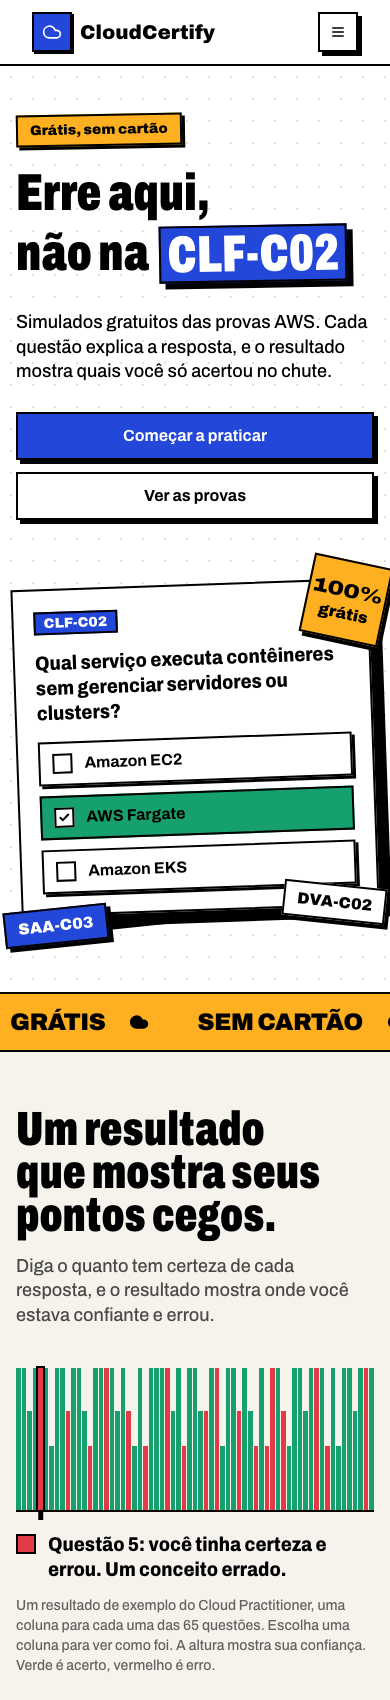 CloudCertify
Grátis, sem cartão
Erre aqui,
não na CLF-C02
Simulados gratuitos das provas AWS. Cada
questão explica a resposta, e o resultado
mostra quais você só acertou no chute.
Começar a praticar
Ver as provas
100%
grátis
CLF-C02
Qual serviço executa contêineres
sem gerenciar servidores ou
clusters?
Amazon EC2
AWS Fargate
Amazon EKS
DVA-C02
SAA-C03
GRÁTIS SEM CARTÃO
Um resultado
que mostra seus
pontos cegos.
Diga o quanto tem certeza de cada
resposta, e o resultado mostra onde você
estava confiante e errou.
Questão 5: você tinha certeza e
errou. Um conceito errado.
Um resultado de exemplo do Cloud Practitioner, uma
coluna para cada uma das 65 questões. Escolha uma
coluna para ver como foi. A altura mostra sua confiança.
Verde é acerto, vermelho é erro.